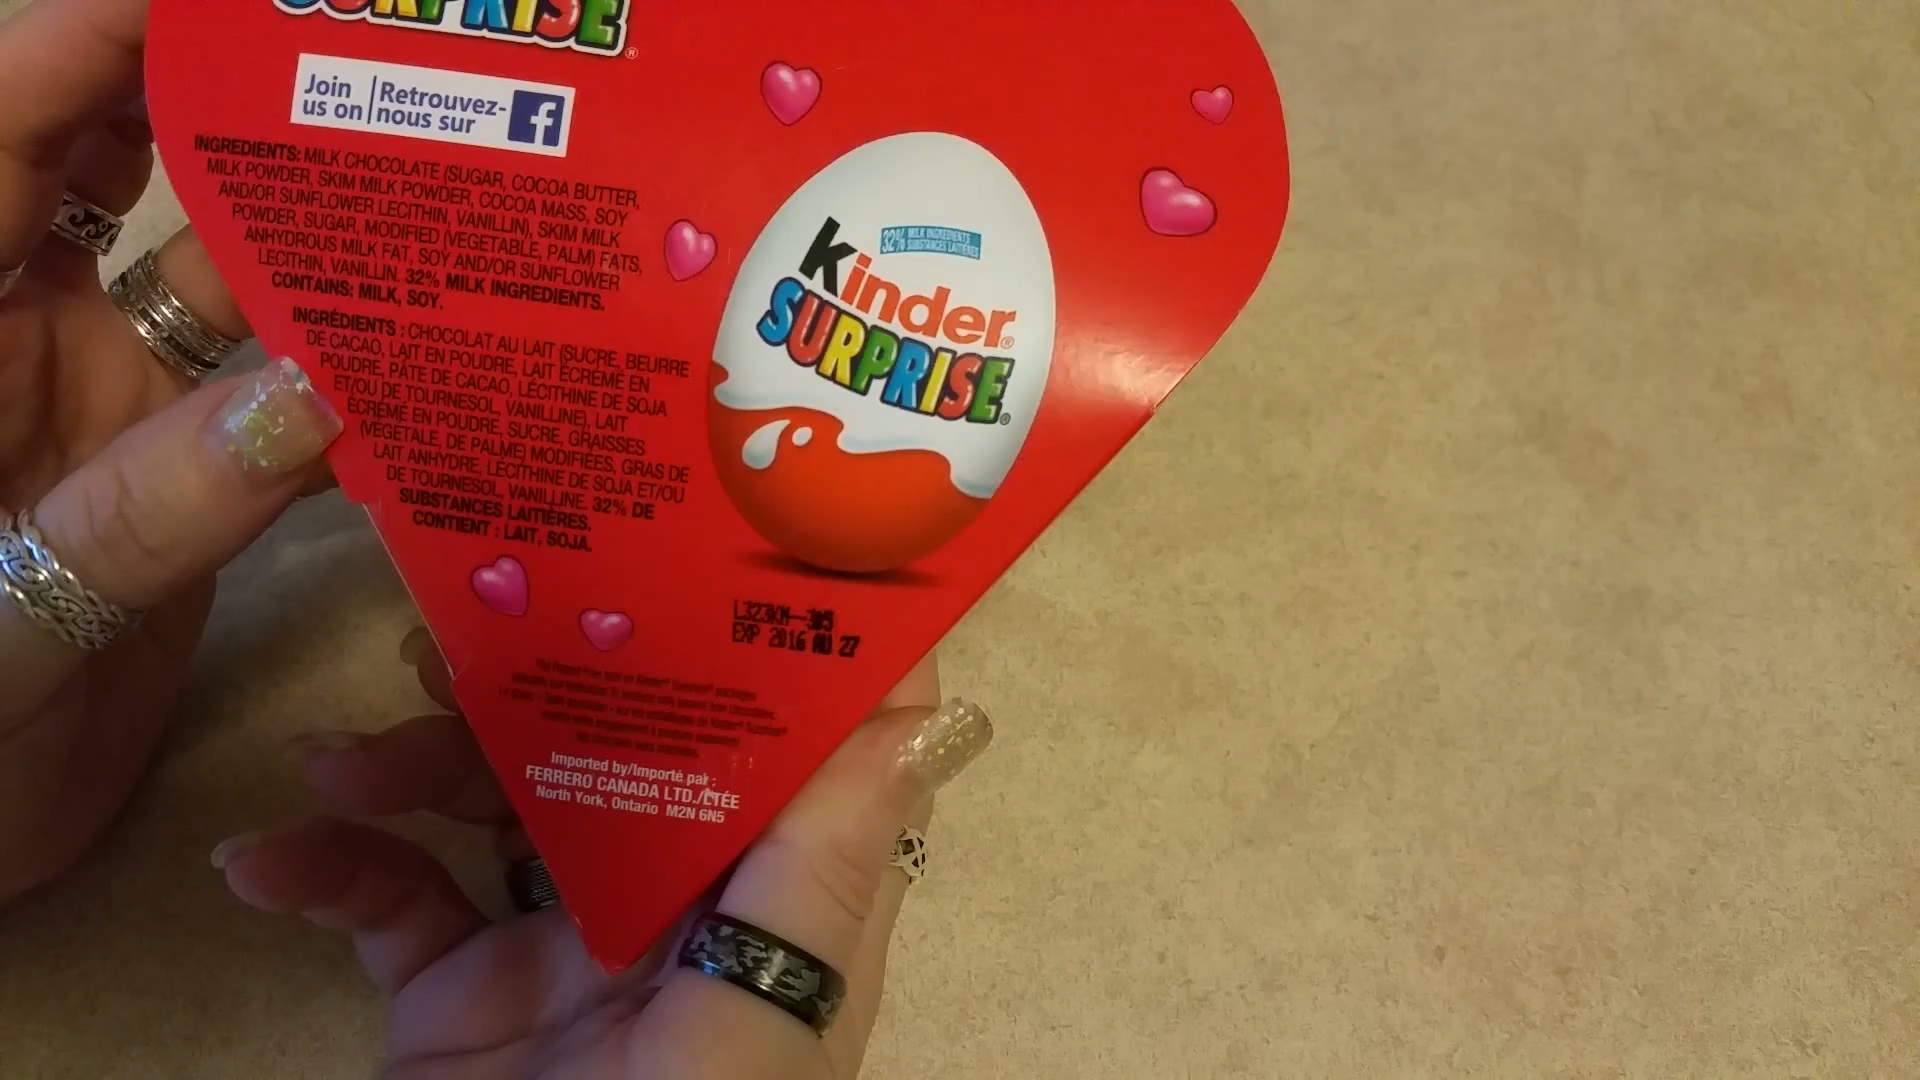 SURPRISE®
Join us on | Retrouvez-nous sur f
INGREDIENTS: MILK CHOCOLATE (SUGAR, COCOA BUTTER,
MILK POWDER, SKIM MILK POWDER, COCOA MASS, SOY
AND/OR SUNFLOWER LECITHIN, VANILLIN), SKIM MILK
POWDER, SUGAR, MODIFIED (VEGETABLE, PALM) FATS,
ANHYDROUS MILK FAT, SOY AND/OR SUNFLOWER
LECITHIN, VANILLIN. 32% MILK INGREDIENTS.
CONTAINS: MILK, SOY.
INGRÉDIENTS : CHOCOLAT AU LAIT (SUCRE, BEURRE
DE CACAO, LAIT EN POUDRE, LAIT ÉCRÉMÉ EN
POUDRE, PÂTE DE CACAO, LÉCITHINE DE SOJA
ET/OU DE TOURNESOL, VANILLINE), LAIT
ÉCRÉMÉ EN POUDRE, SUCRE, GRAISSES
(VÉGÉTALE, DE PALME) MODIFIÉES, GRAS DE
LAIT ANHYDRE, LÉCITHINE DE SOJA ET/OU
DE TOURNESOL, VANILLINE. 32% DE
SUBSTANCES LAITIÈRES.
CONTIENT : LAIT, SOJA.
32% MILK INGREDIENTS
SUBSTANCES LAITIÈRES
kinder®
SURPRISE®
L323KM-305
EXP 2016 NO 27
Imported by/Importé par :
FERRERO CANADA LTD./LTÉE
North York, Ontario M2N 6N5